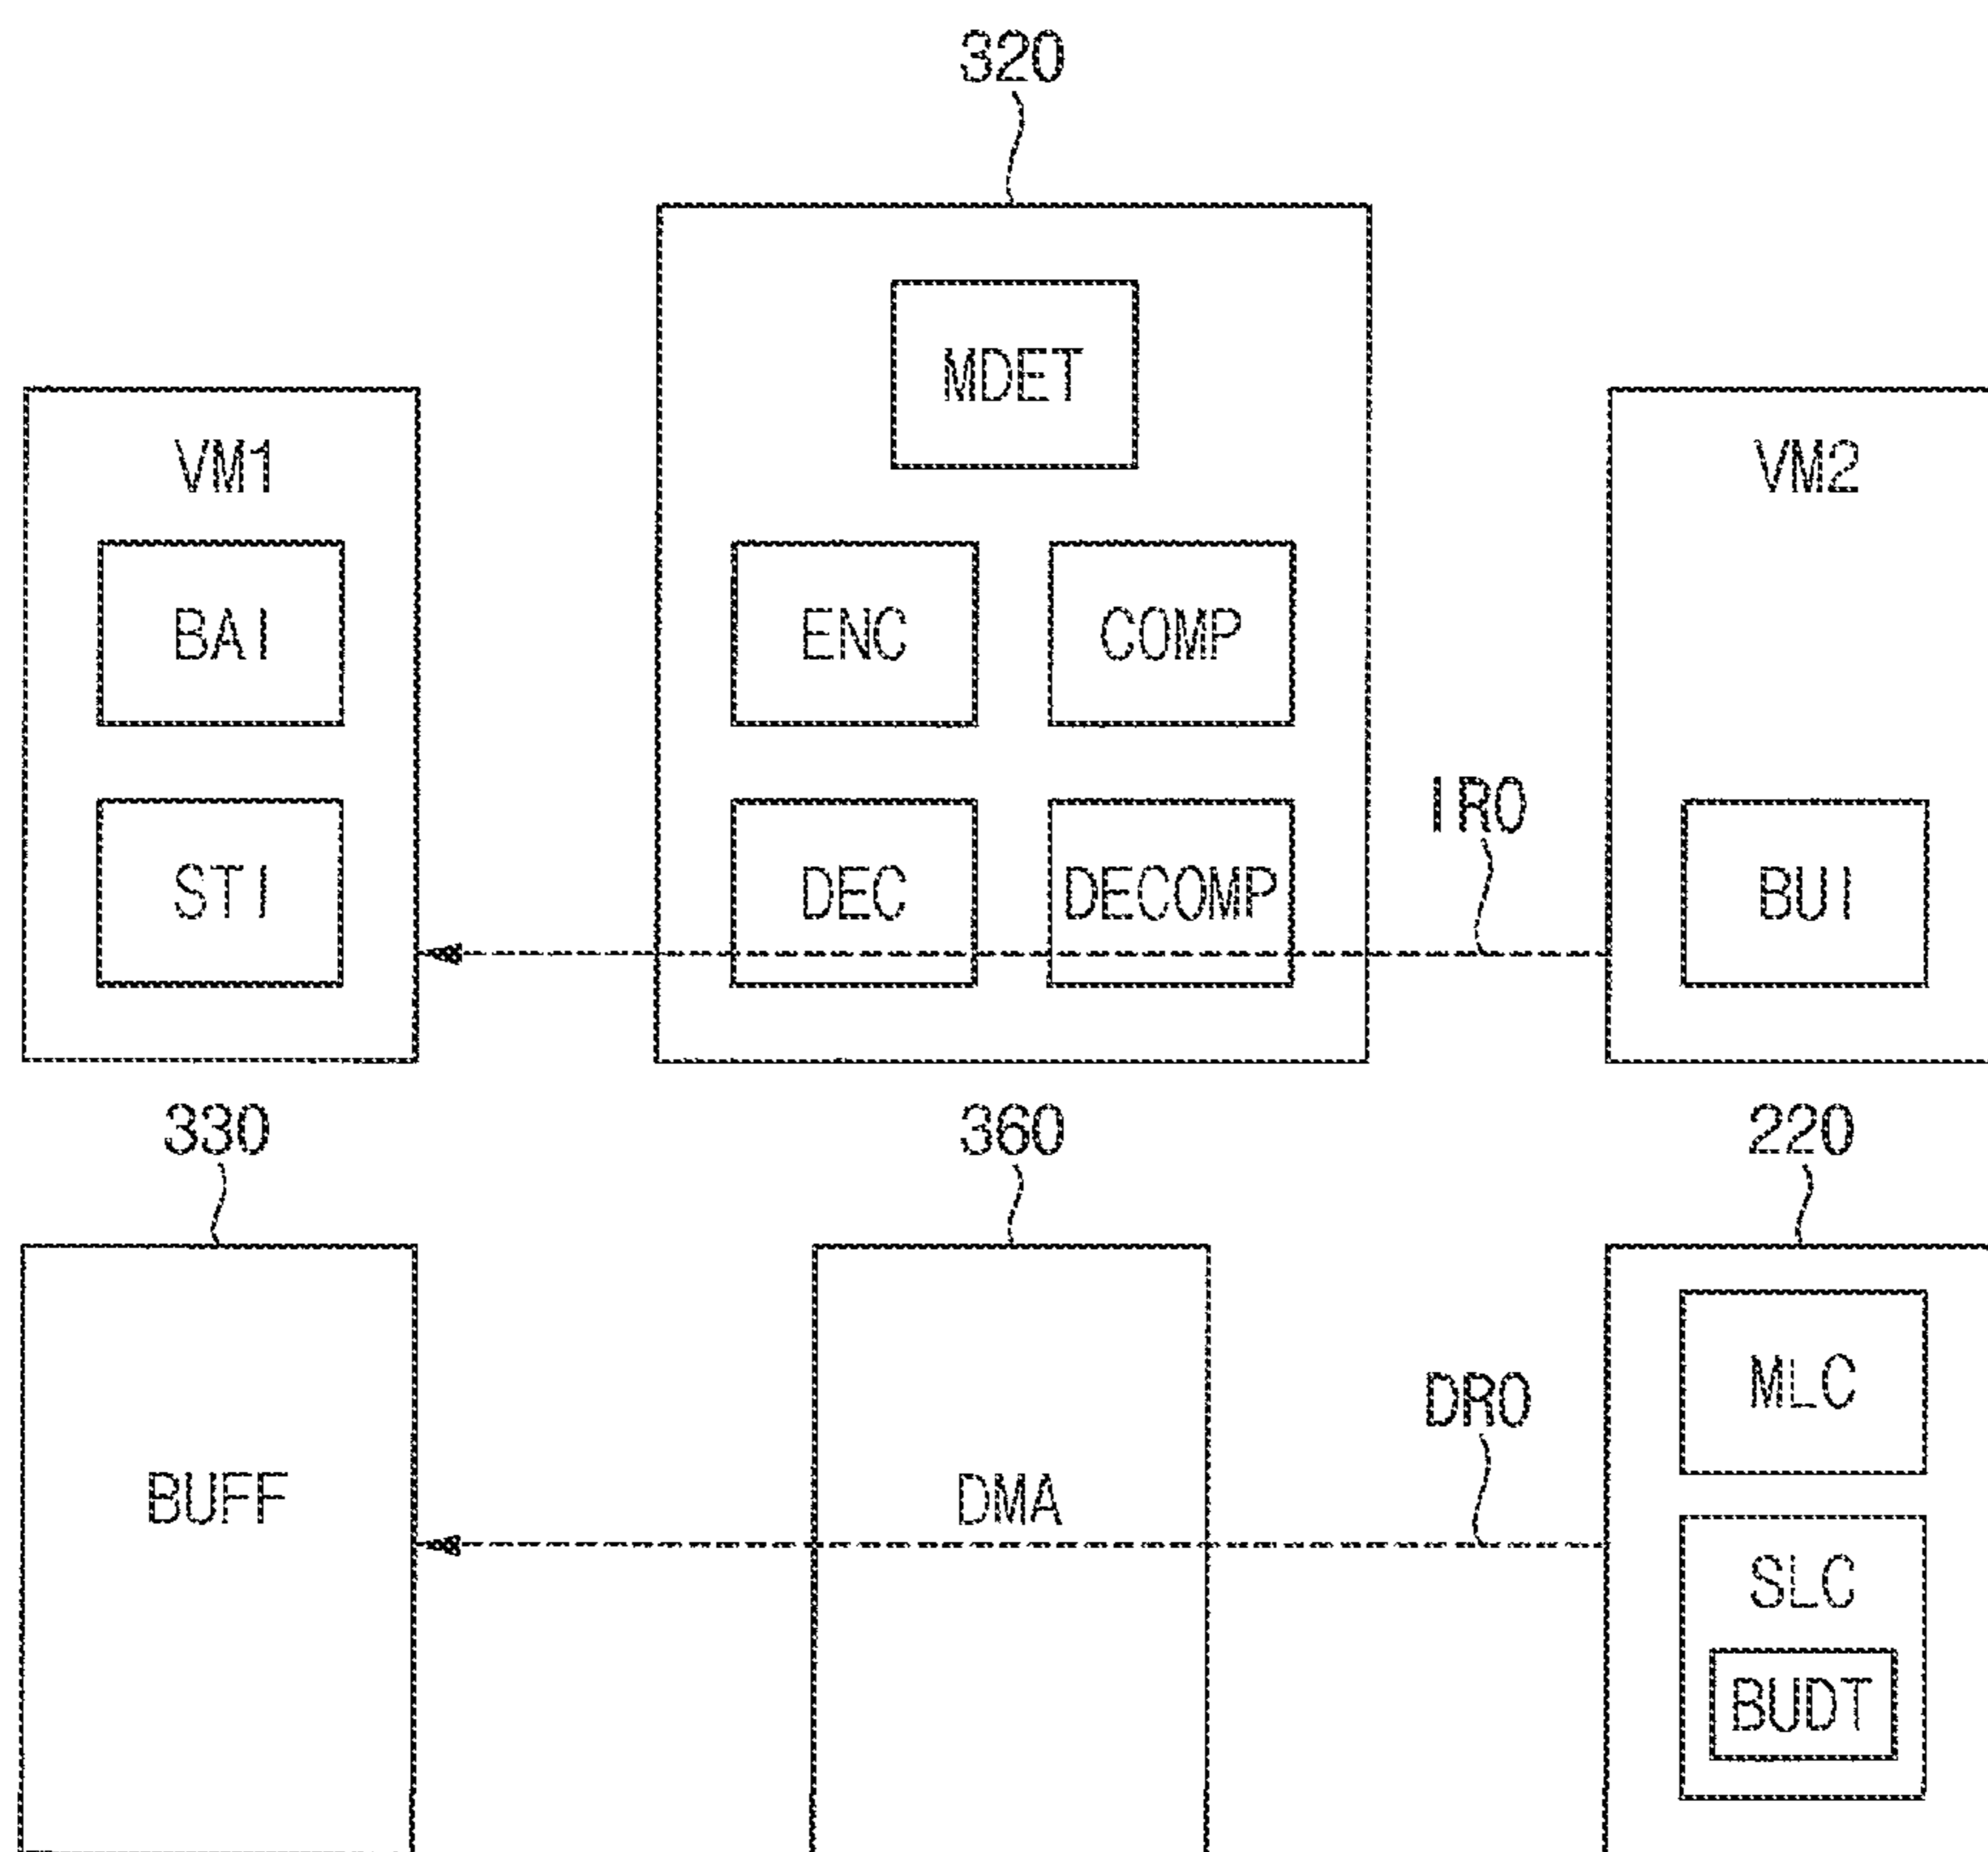 320
MDET
VM1
VM2
BAI
ENC
COMP
IRO
STI
DEC
DECOMP
BUI
330
360
220
MLC
DRO
BUFF
DMA
SLC
BUDT